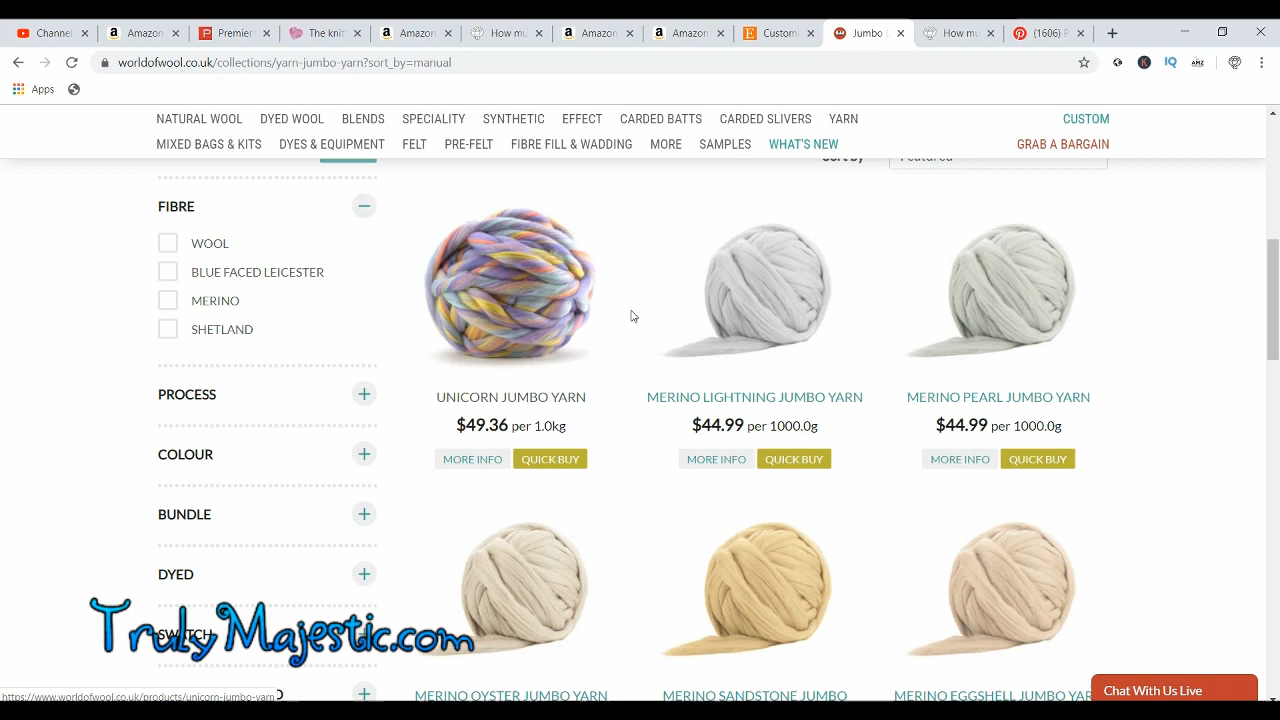 Channel
Amazon
Premier
The knit
Amazon
How mu
Amazon
Amazon
Custom
Jumbo
How mu
(1606) P
worldofwool.co.uk/collections/yarn-jumbo-yarn?sort_by=manual
Apps
NATURAL WOOL DYED WOOL BLENDS SPECIALITY SYNTHETIC EFFECT CARDED BATTS CARDED SLIVERS YARN CUSTOM
MIXED BAGS & KITS DYES & EQUIPMENT FELT PRE-FELT FIBRE FILL & WADDING MORE SAMPLES WHAT'S NEW GRAB A BARGAIN
Sort by Featured
FIBRE
WOOL
BLUE FACED LEICESTER
MERINO
SHETLAND
PROCESS
COLOUR
BUNDLE
DYED
SWATCH
UNICORN JUMBO YARN
$49.36 per 1.0kg
MORE INFO QUICK BUY
MERINO LIGHTNING JUMBO YARN
$44.99 per 1000.0g
MORE INFO QUICK BUY
MERINO PEARL JUMBO YARN
$44.99 per 1000.0g
MORE INFO QUICK BUY
MERINO OYSTER JUMBO YARN
MERINO SANDSTONE JUMBO
MERINO EGGSHELL JUMBO YAR
TrulyMajestic.com
https://www.worldofwool.co.uk/products/unicorn-jumbo-yarn
Chat With Us Live